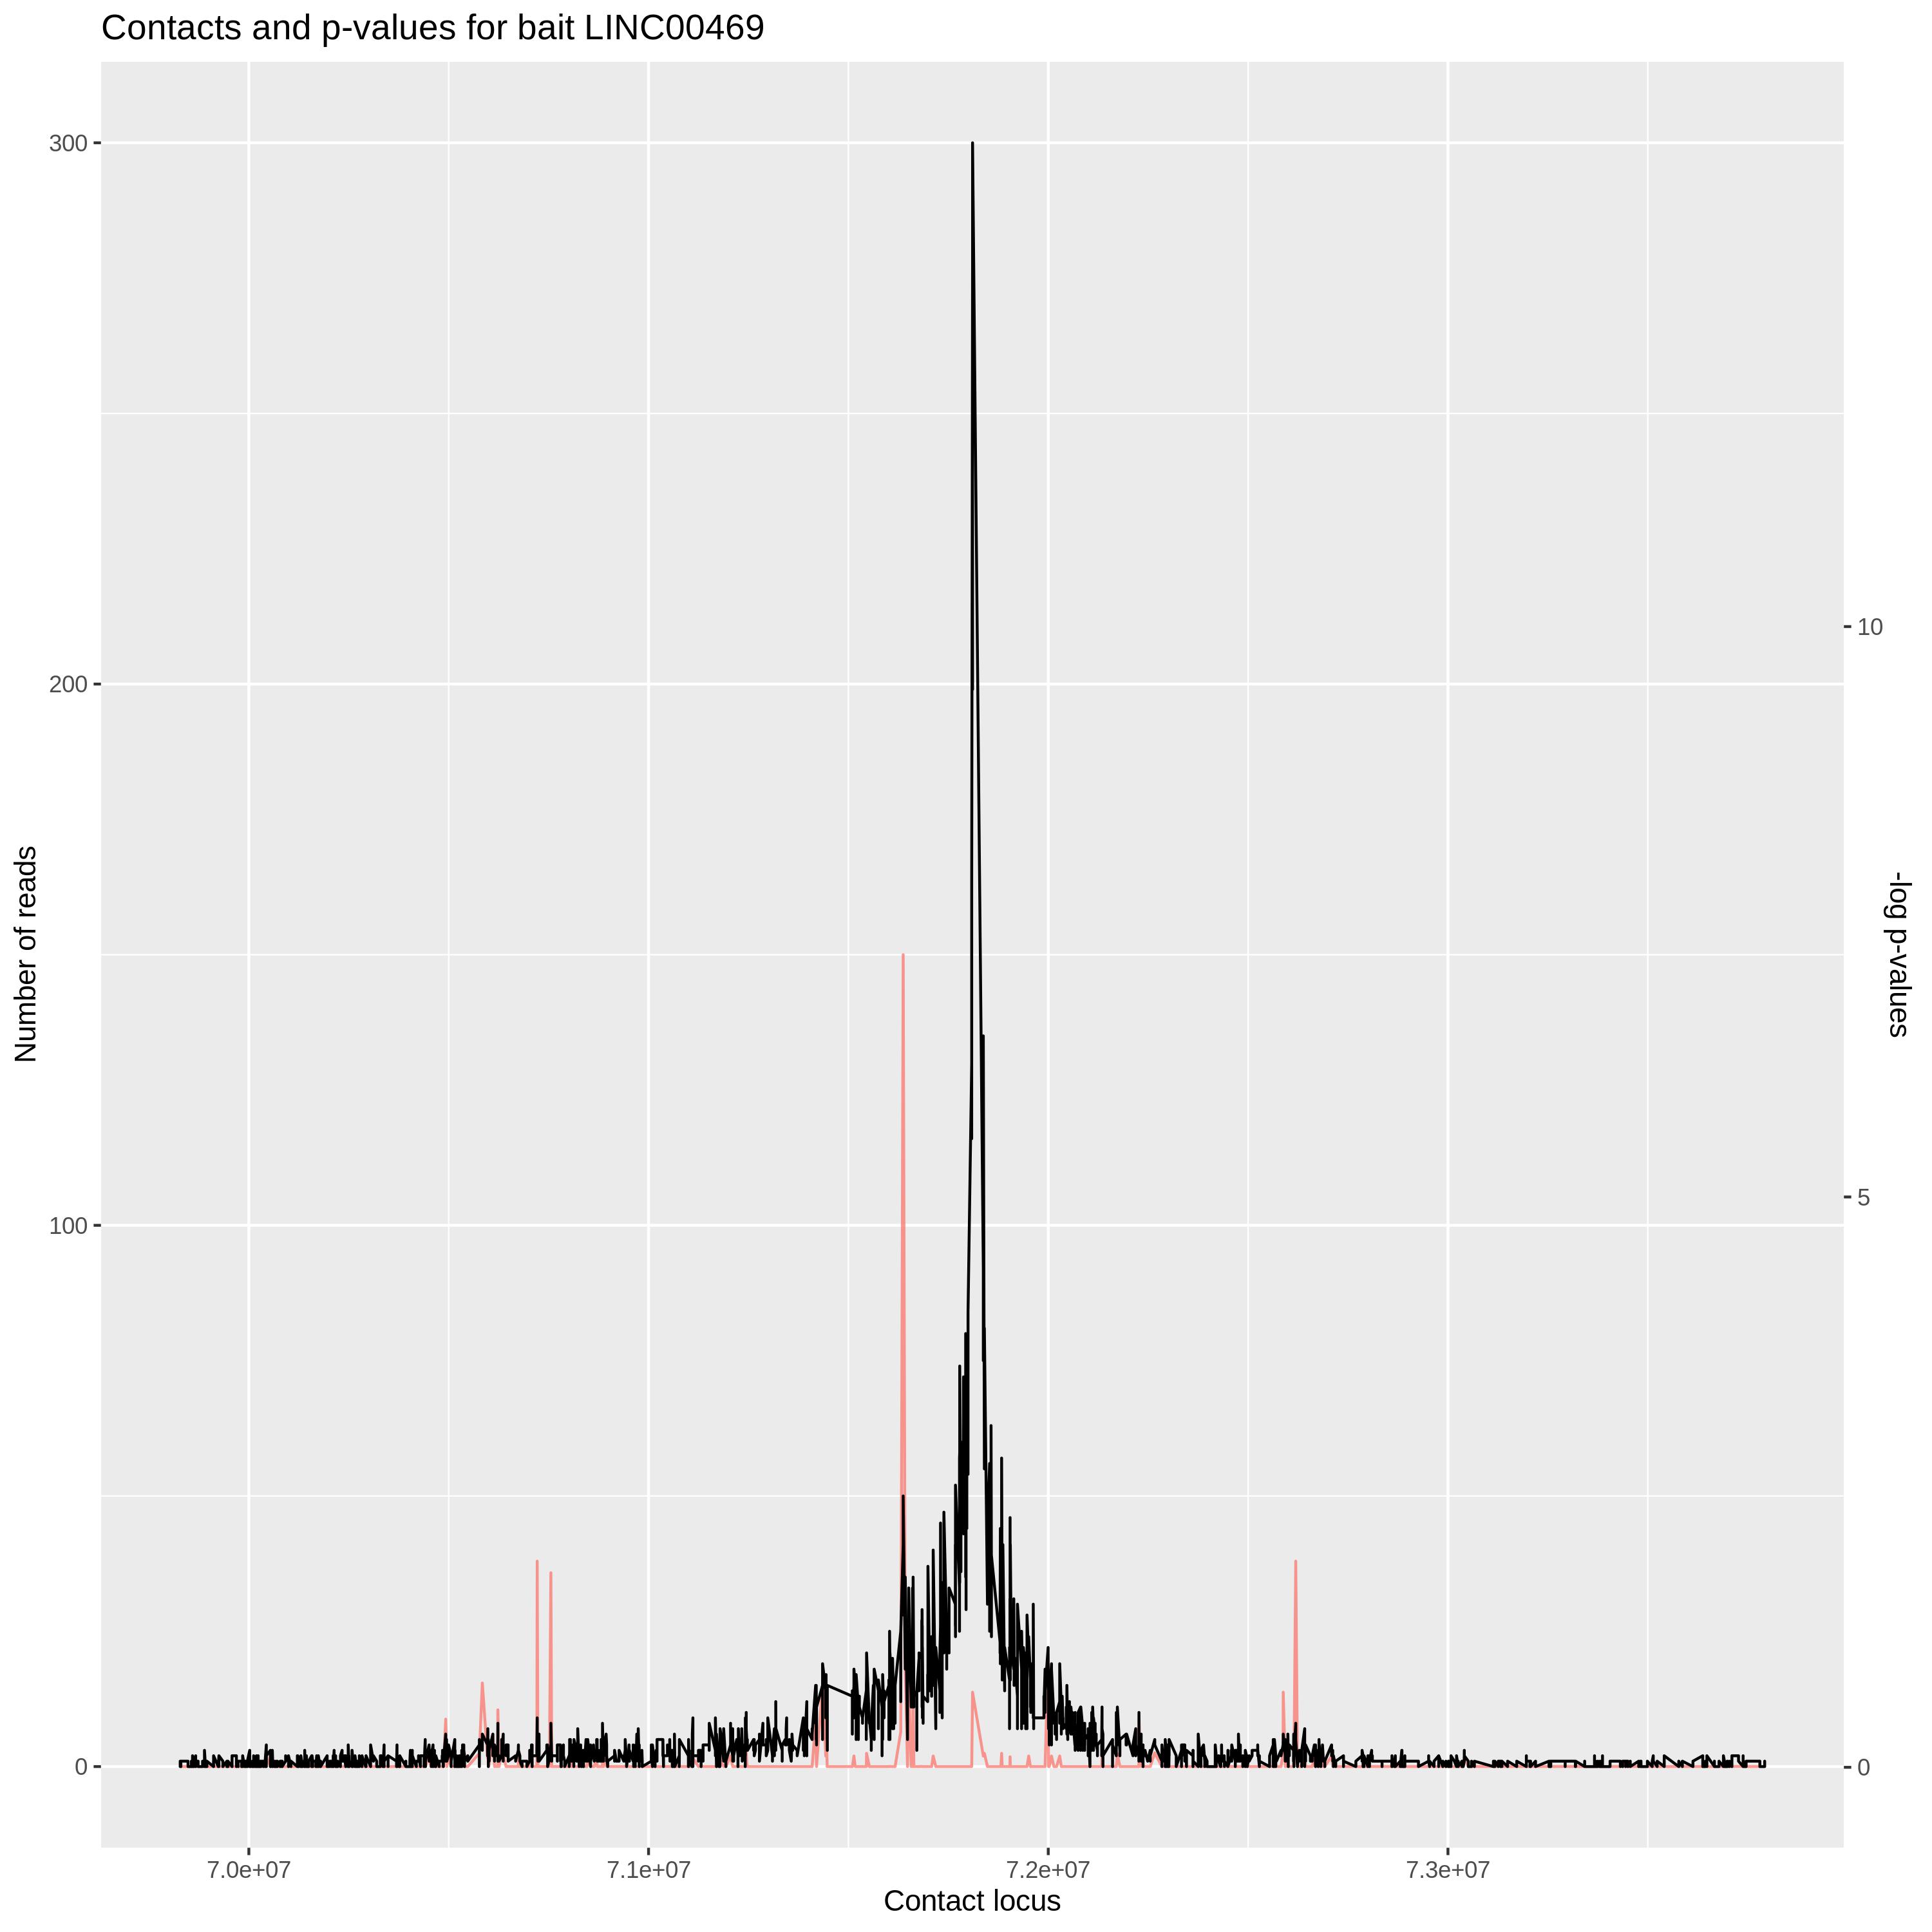 Contacts and p-values for bait LINC00469
300
200
100
0
Number of reads
10
5
0
-log p-values
7.0e+07
7.1e+07
7.2e+07
7.3e+07
Contact locus